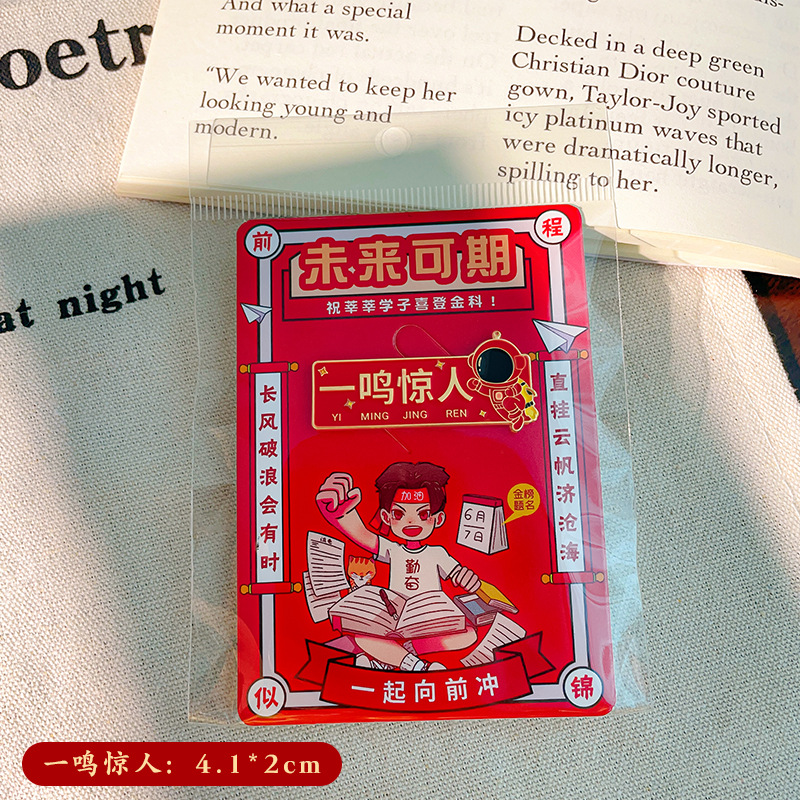 And what a special
moment it was.
"We wanted to keep her
looking young and
modern.
Decked in a deep green
Christian Dior couture
gown, Taylor-Joy sported
icy platinum waves that
were dramatically longer,
spilling to her.
oetr
at night
前
程
未来可期
祝莘莘学子喜登金科！
一鸣惊人
YI MING JING REN
长风破浪会有时
直挂云帆济沧海
加油
6月
7日
金榜
题名
勤奋
一起向前冲
似
锦
一鸣惊人：4.1*2cm